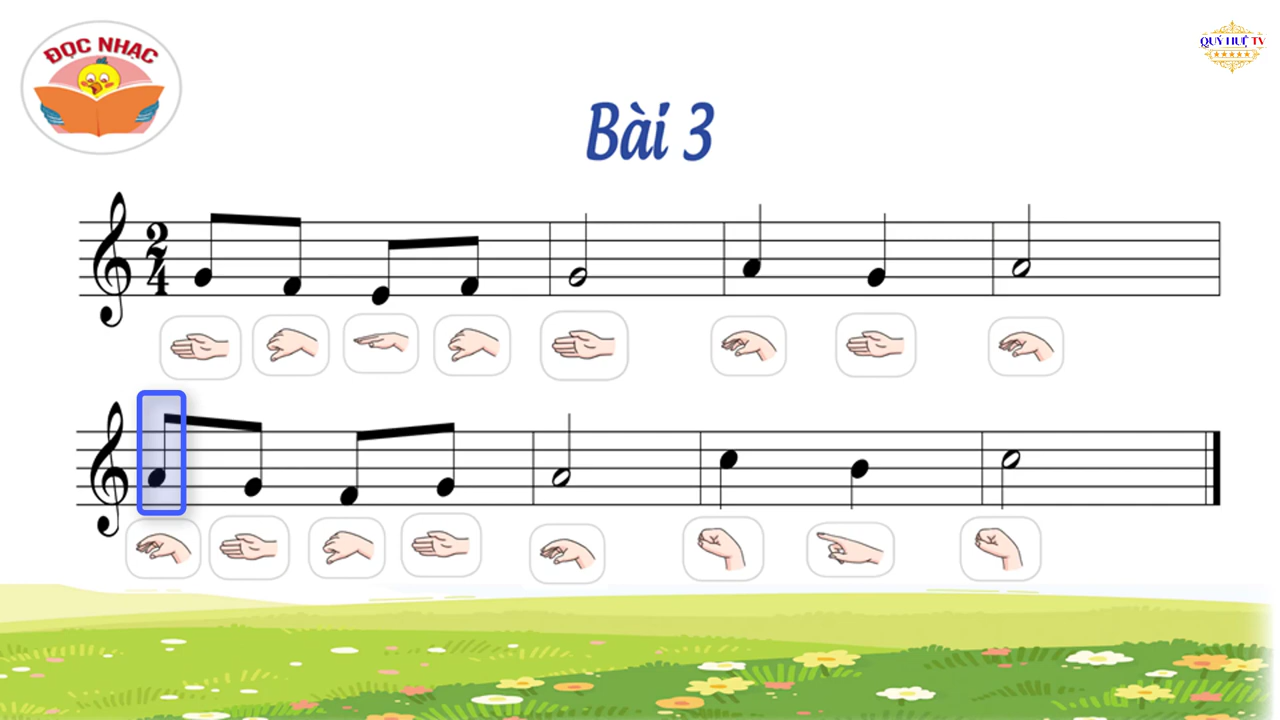 ĐỌC NHẠC
QUÝ HUỆ TV
Bài 3
2
4